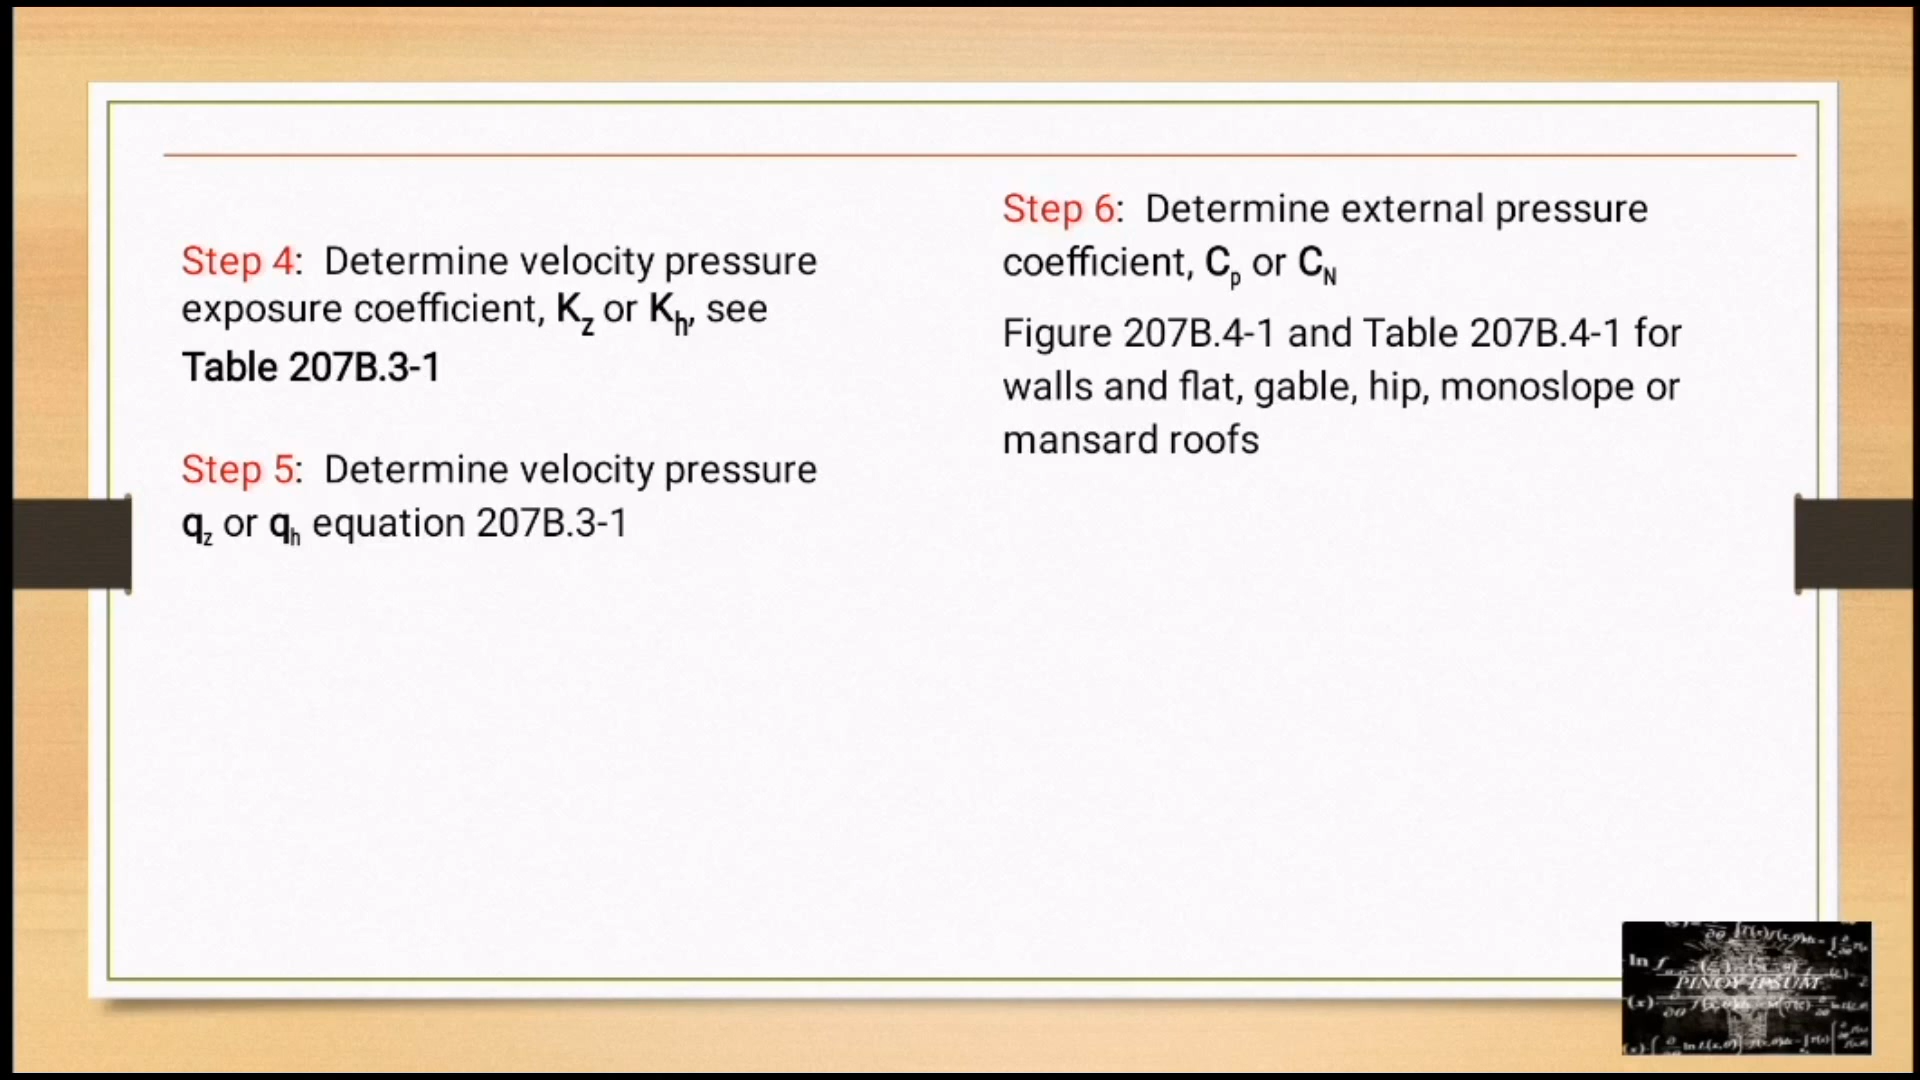 Step 4: Determine velocity pressure
exposure coefficient, Kz or Kh, see
Table 207B.3-1
Step 5: Determine velocity pressure
qz or qh equation 207B.3-1
Step 6: Determine external pressure
coefficient, Cp or CN
Figure 207B.4-1 and Table 207B.4-1 for
walls and flat, gable, hip, monoslope or
mansard roofs
PINOY IPSUM